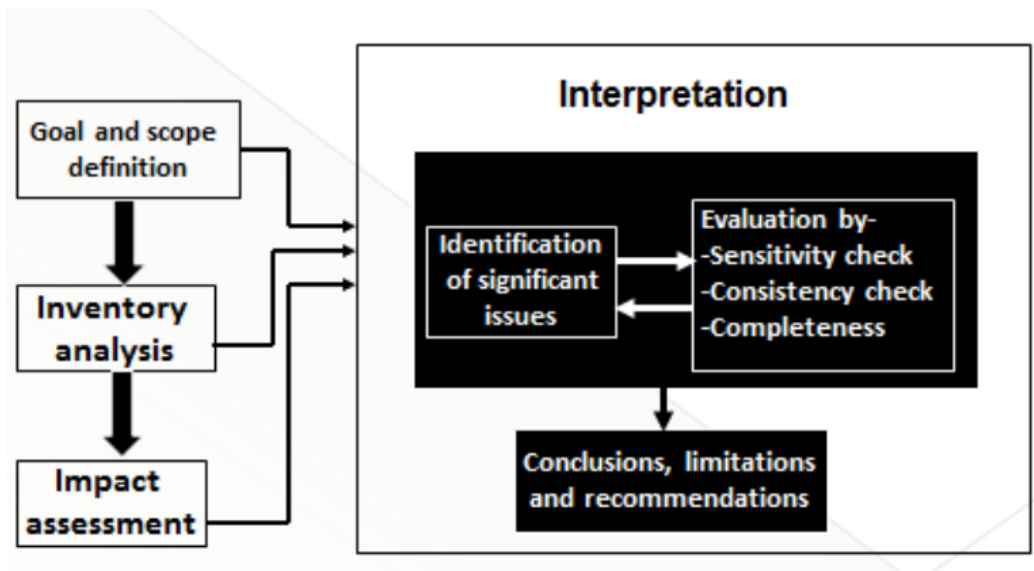 Goal and scope
definition
Inventory
analysis
Impact
assessment
Interpretation
Identification
of significant
issues
Evaluation by-
-Sensitivity check
-Consistency check
-Completeness
Conclusions, limitations
and recommendations